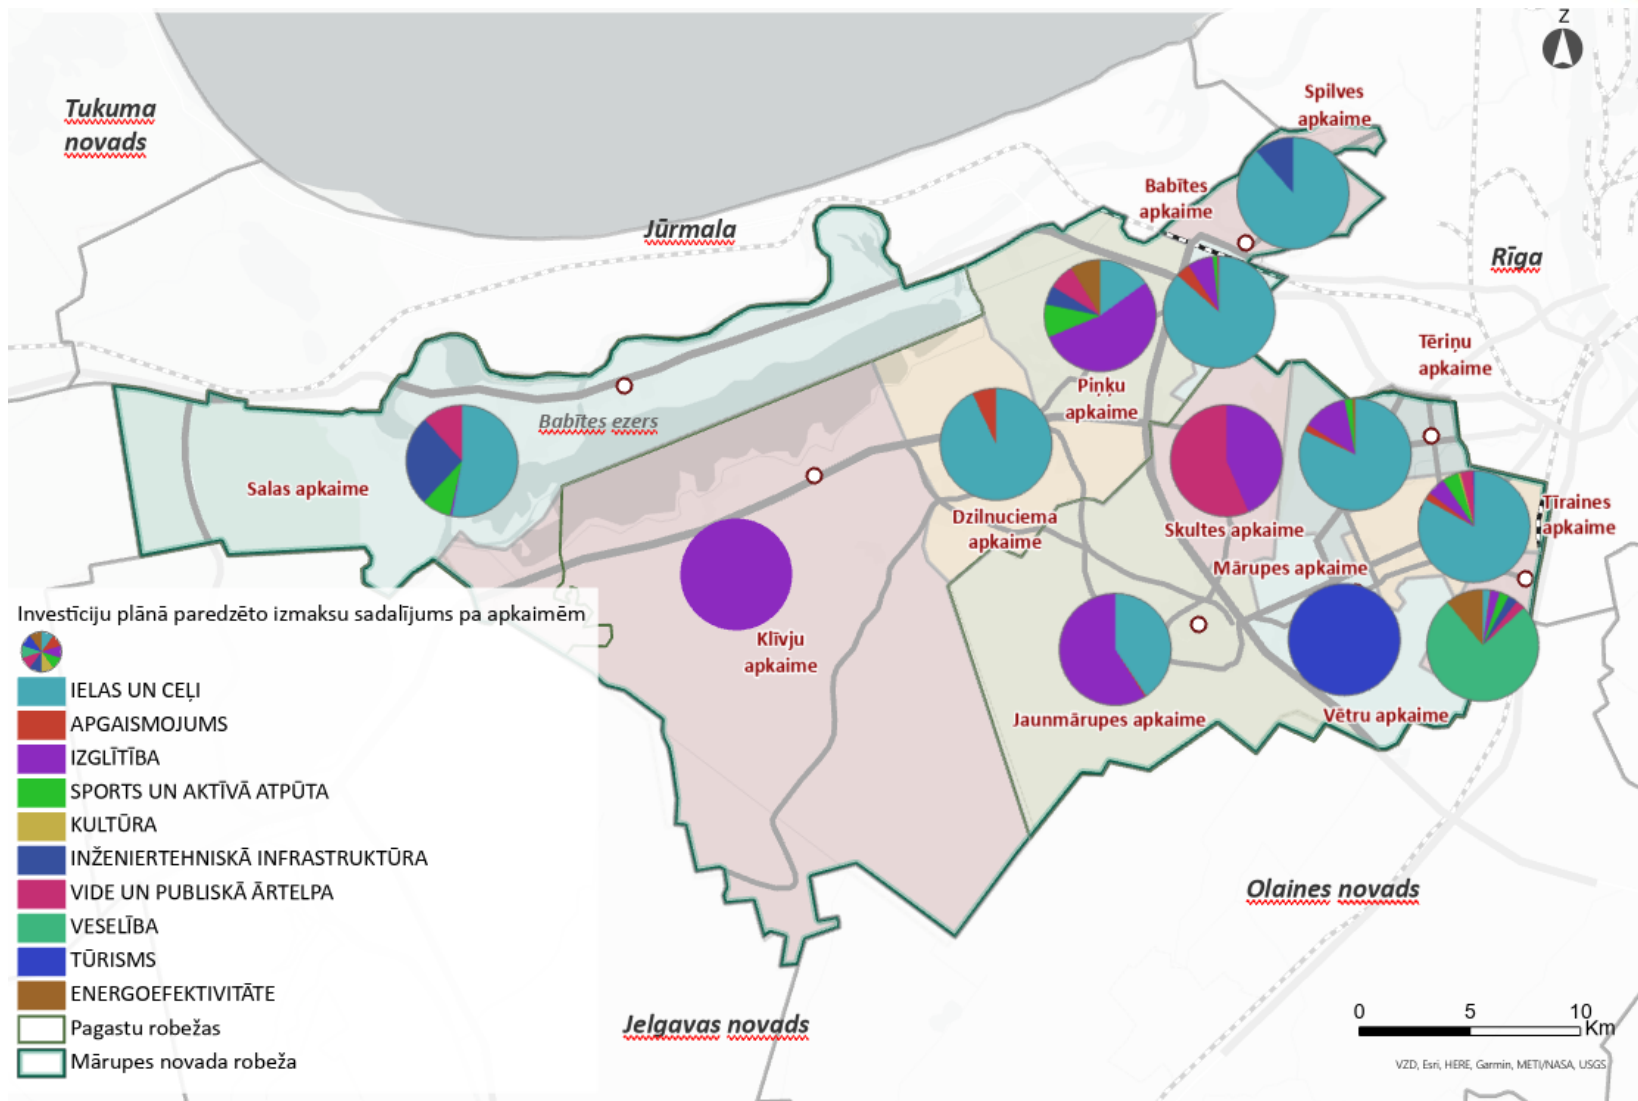 Z
Tukuma
novads
Spilves
apkaime
Babītes
apkaime
Jūrmala
Rīga
Tēriņu
apkaime
Piņķu
apkaime
Babītes ezers
Salas apkaime
Dzilnuciema
apkaime
Skultes apkaime
Tīraines
apkaime
Mārupes apkaime
Klīvju
apkaime
Jaunmārupes apkaime
Vētru apkaime
Olaines novads
Jelgavas novads
Investīciju plānā paredzēto izmaksu sadalījums pa apkaimēm
IELAS UN CEĻI
APGAISMOJUMS
IZGLĪTĪBA
SPORTS UN AKTĪVĀ ATPŪTA
KULTŪRA
INŽENIERTEHNISKĀ INFRASTRUKTŪRA
VIDE UN PUBLISKĀ ĀRTELPA
VESELĪBA
TŪRISMS
ENERGOEFEKTIVITĀTE
Pagastu robežas
Mārupes novada robeža
0 5 10
Km
VZD, Esri, HERE, Garmin, METI/NASA, USGS